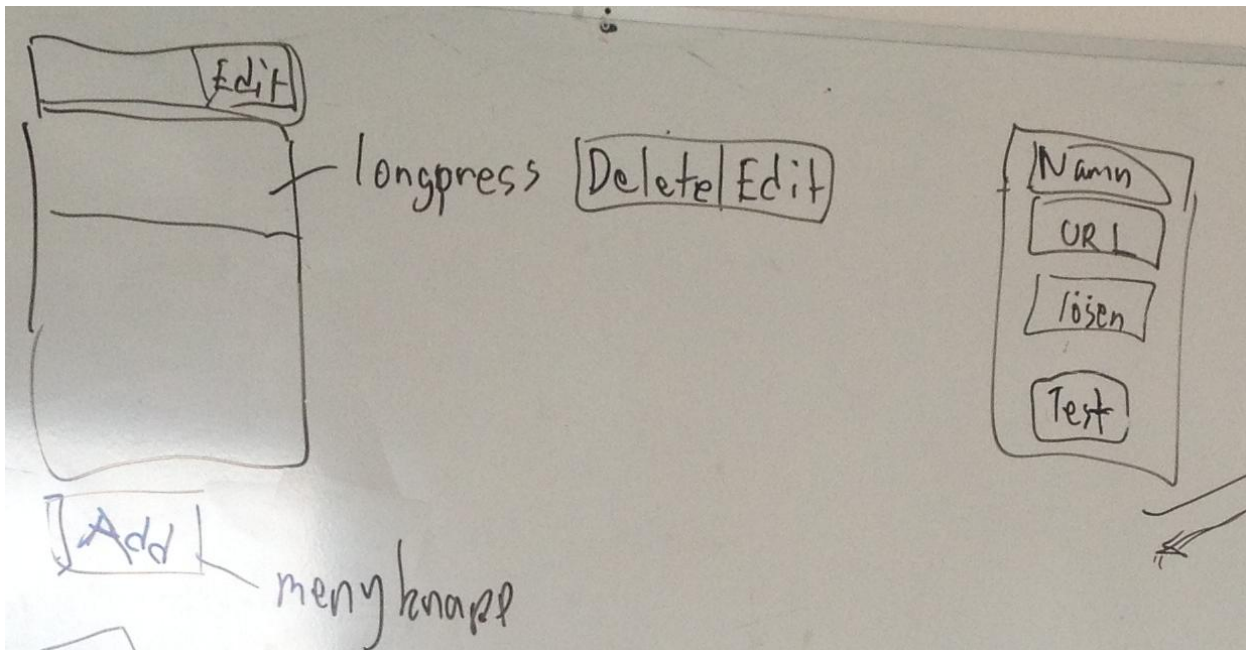 Edit
longpress
Delete Edit
Namn
URL
lösen
Test
Add
menyknapp